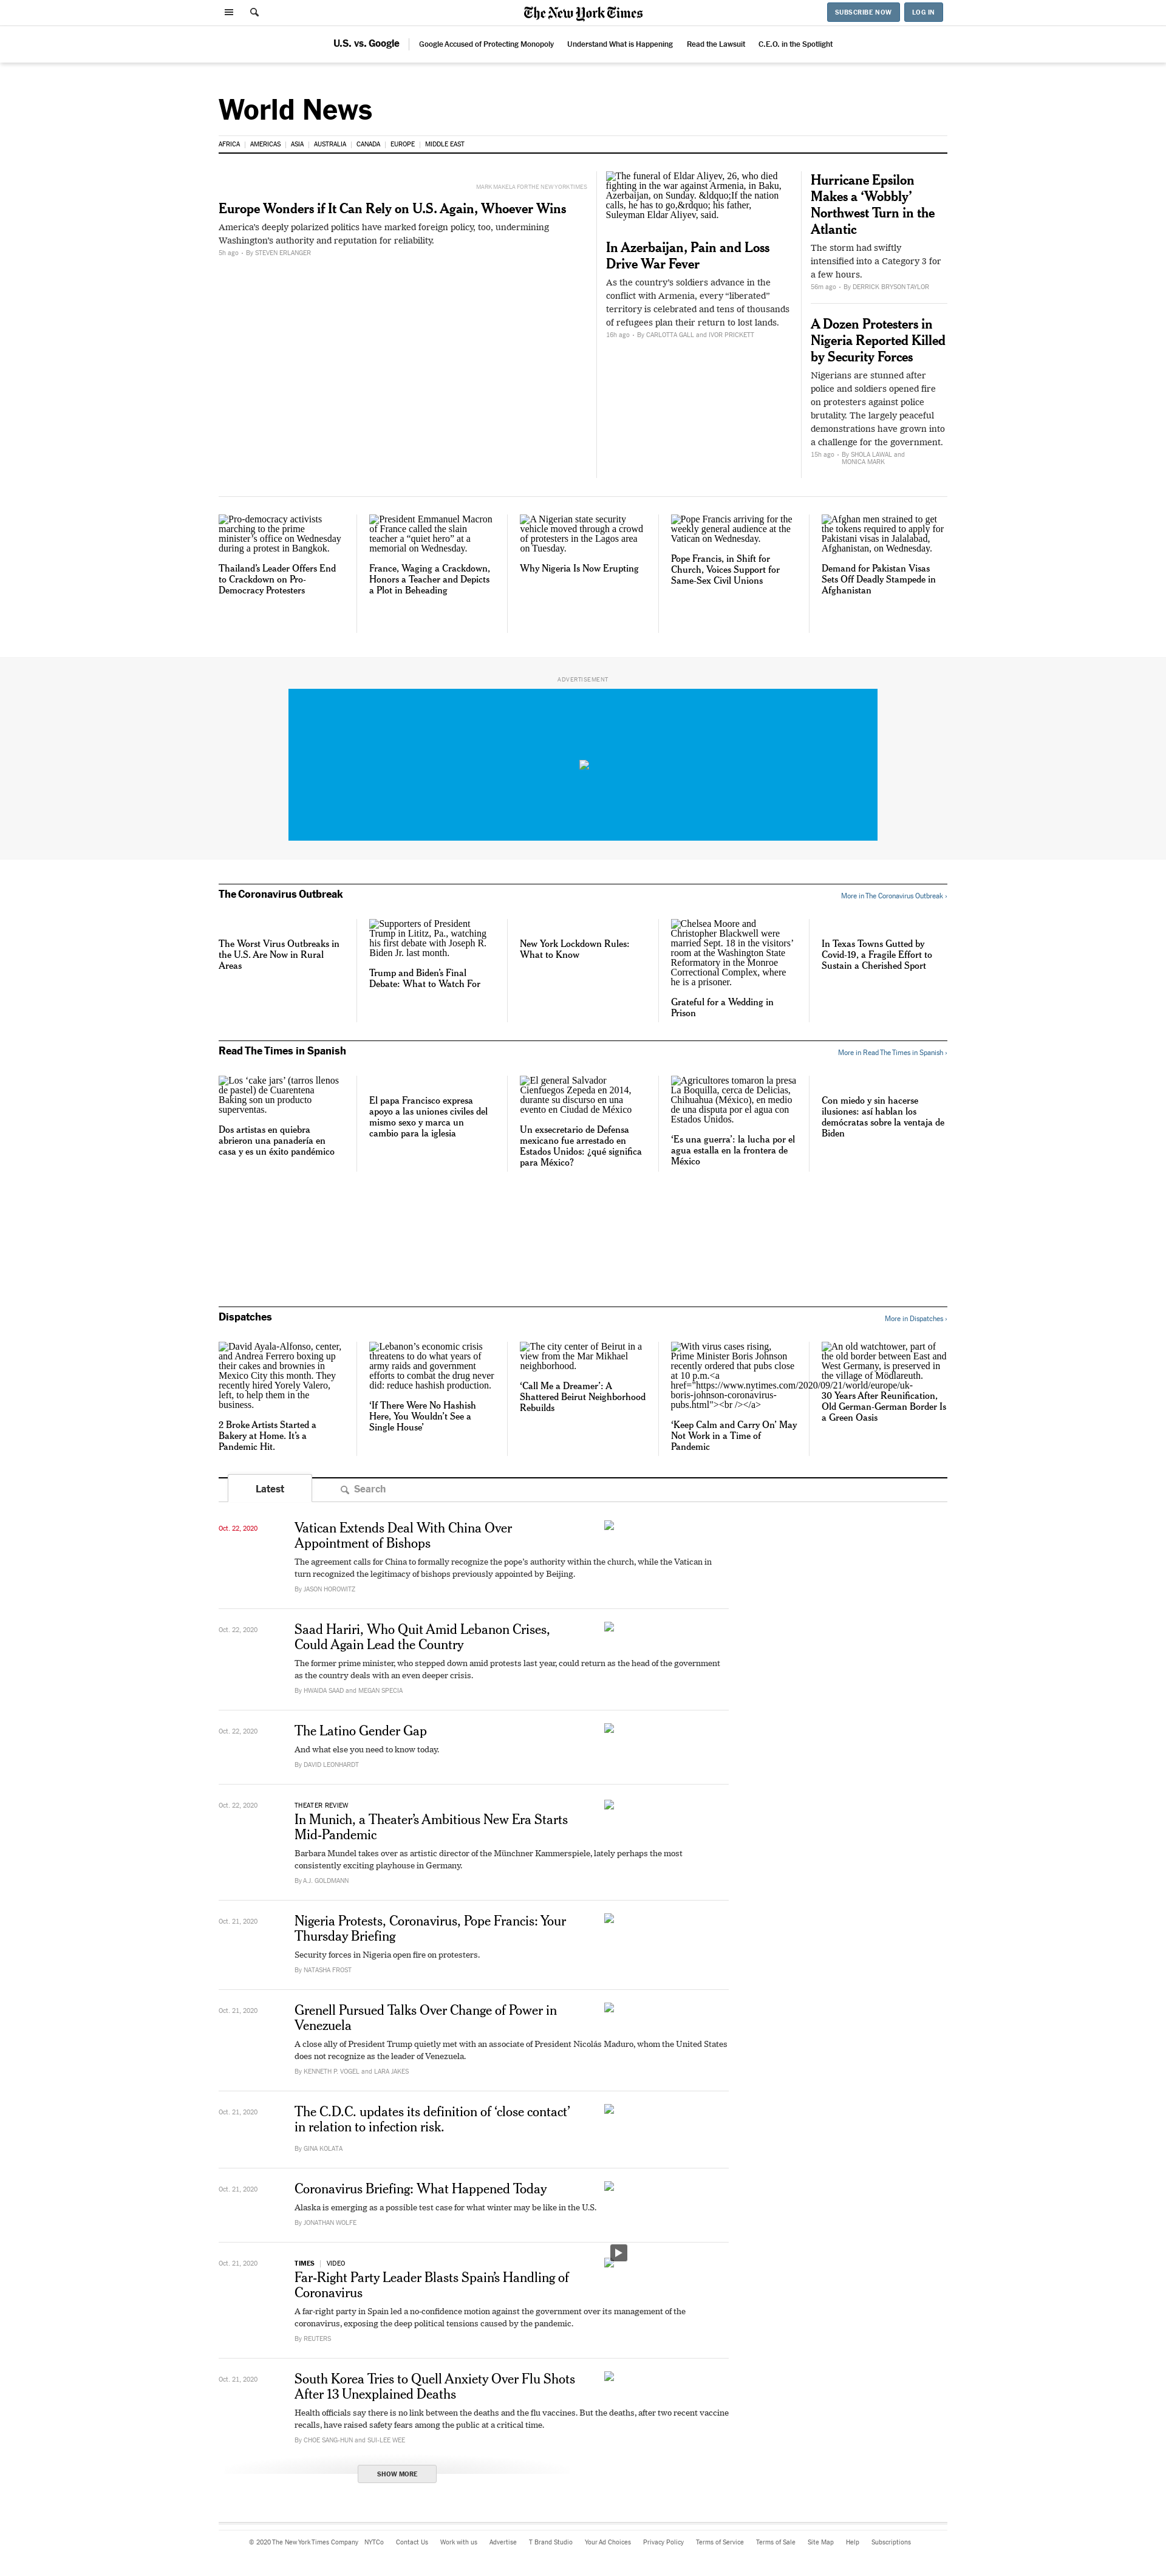 The New York Times
SUBSCRIBE NOW
LOG IN
U.S. vs. Google
Google Accused of Protecting Monopoly
Understand What is Happening
Read the Lawsuit
C.E.O. in the Spotlight
World News
AFRICA
AMERICAS
ASIA
AUSTRALIA
CANADA
EUROPE
MIDDLE EAST
MARK MAKELA FOR THE NEW YORK TIMES
Europe Wonders if It Can Rely on U.S. Again, Whoever Wins
America's deeply polarized politics have marked foreign policy, too, undermining
Washington's authority and reputation for reliability.
5h ago • By STEVEN ERLANGER
The funeral of Eldar Aliyev, 26, who died
fighting in the war against Armenia, in Baku,
Azerbaijan, on Sunday. &ldquo;If the nation
calls, he has to go,&rdquo; his father,
Suleyman Eldar Aliyev, said.
In Azerbaijan, Pain and Loss
Drive War Fever
As the country's soldiers advance in the
conflict with Armenia, every “liberated”
territory is celebrated and tens of thousands
of refugees plan their return to lost lands.
16h ago • By CARLOTTA GALL and IVOR PRICKETT
Hurricane Epsilon
Makes a ‘Wobbly’
Northwest Turn in the
Atlantic
The storm had swiftly
intensified into a Category 3 for
a few hours.
56m ago • By DERRICK BRYSON TAYLOR
A Dozen Protesters in
Nigeria Reported Killed
by Security Forces
Nigerians are stunned after
police and soldiers opened fire
on protesters against police
brutality. The largely peaceful
demonstrations have grown into
a challenge for the government.
15h ago • By SHOLA LAWAL and
MONICA MARK
Pro-democracy activists
marching to the prime
minister’s office on Wednesday
during a protest in Bangkok.
Thailand’s Leader Offers End
to Crackdown on Pro-
Democracy Protesters
President Emmanuel Macron
of France called the slain
teacher a “quiet hero” at a
memorial on Wednesday.
France, Waging a Crackdown,
Honors a Teacher and Depicts
a Plot in Beheading
A Nigerian state security
vehicle moved through a crowd
of protesters in the Lagos area
on Tuesday.
Why Nigeria Is Now Erupting
Pope Francis arriving for the
weekly general audience at the
Vatican on Wednesday.
Pope Francis, in Shift for
Church, Voices Support for
Same-Sex Civil Unions
Afghan men strained to get
the tokens required to apply for
Pakistani visas in Jalalabad,
Afghanistan, on Wednesday.
Demand for Pakistan Visas
Sets Off Deadly Stampede in
Afghanistan
ADVERTISEMENT
The Coronavirus Outbreak
More in The Coronavirus Outbreak ›
The Worst Virus Outbreaks in
the U.S. Are Now in Rural
Areas
Supporters of President
Trump in Lititz, Pa., watching
his first debate with Joseph R.
Biden Jr. last month.
Trump and Biden’s Final
Debate: What to Watch For
New York Lockdown Rules:
What to Know
Chelsea Moore and
Christopher Blackwell were
married Sept. 18 in the visitors’
room at the Washington State
Reformatory in the Monroe
Correctional Complex, where
he is a prisoner.
Grateful for a Wedding in
Prison
In Texas Towns Gutted by
Covid-19, a Fragile Effort to
Sustain a Cherished Sport
Read The Times in Spanish
More in Read The Times in Spanish ›
Los ‘cake jars’ (tarros llenos
de pastel) de Cuarentena
Baking son un producto
superventas.
Dos artistas en quiebra
abrieron una panadería en
casa y es un éxito pandémico
El papa Francisco expresa
apoyo a las uniones civiles del
mismo sexo y marca un
cambio para la iglesia
El general Salvador
Cienfuegos Zepeda en 2014,
durante su discurso en una
evento en Ciudad de México
Un exsecretario de Defensa
mexicano fue arrestado en
Estados Unidos: ¿qué significa
para México?
Agricultores tomaron la presa
La Boquilla, cerca de Delicias,
Chihuahua (México), en medio
de una disputa por el agua con
Estados Unidos.
‘Es una guerra’: la lucha por el
agua estalla en la frontera de
México
Con miedo y sin hacerse
ilusiones: así hablan los
demócratas sobre la ventaja de
Biden
Dispatches
More in Dispatches ›
David Ayala-Alfonso, center,
and Andrea Ferrero boxing up
their cakes and brownies in
Mexico City this month. They
recently hired Yorely Valero,
left, to help them in the
business.
2 Broke Artists Started a
Bakery at Home. It’s a
Pandemic Hit.
Lebanon’s economic crisis
threatens to do what years of
army raids and government
efforts to combat the drug never
did: reduce hashish production.
‘If There Were No Hashish
Here, You Wouldn’t See a
Single House’
The city center of Beirut in a
view from the Mar Mikhael
neighborhood.
‘Call Me a Dreamer’: A
Shattered Beirut Neighborhood
Rebuilds
With virus cases rising,
Prime Minister Boris Johnson
recently ordered that pubs close
at 10 p.m.<a
href="https://www.nytimes.com/2020/09/21/world/europe/uk-
boris-johnson-coronavirus-
pubs.html"><br /></a>
‘Keep Calm and Carry On’ May
Not Work in a Time of
Pandemic
An old watchtower, part of
the old border between East and
West Germany, is preserved in
the village of Mödlareuth.
30 Years After Reunification,
Old German-German Border Is
a Green Oasis
Latest
Search
Oct. 22, 2020
Vatican Extends Deal With China Over
Appointment of Bishops
The agreement calls for China to formally recognize the pope’s authority within the church, while the Vatican in
turn recognized the legitimacy of bishops previously appointed by Beijing.
By JASON HOROWITZ
Oct. 22, 2020
Saad Hariri, Who Quit Amid Lebanon Crises,
Could Again Lead the Country
The former prime minister, who stepped down amid protests last year, could return as the head of the government
as the country deals with an even deeper crisis.
By HWAIDA SAAD and MEGAN SPECIA
Oct. 22, 2020
The Latino Gender Gap
And what else you need to know today.
By DAVID LEONHARDT
Oct. 22, 2020
THEATER REVIEW
In Munich, a Theater’s Ambitious New Era Starts
Mid-Pandemic
Barbara Mundel takes over as artistic director of the Münchner Kammerspiele, lately perhaps the most
consistently exciting playhouse in Germany.
By A.J. GOLDMANN
Oct. 21, 2020
Nigeria Protests, Coronavirus, Pope Francis: Your
Thursday Briefing
Security forces in Nigeria open fire on protesters.
By NATASHA FROST
Oct. 21, 2020
Grenell Pursued Talks Over Change of Power in
Venezuela
A close ally of President Trump quietly met with an associate of President Nicolás Maduro, whom the United States
does not recognize as the leader of Venezuela.
By KENNETH P. VOGEL and LARA JAKES
Oct. 21, 2020
The C.D.C. updates its definition of ‘close contact’
in relation to infection risk.
By GINA KOLATA
Oct. 21, 2020
Coronavirus Briefing: What Happened Today
Alaska is emerging as a possible test case for what winter may be like in the U.S.
By JONATHAN WOLFE
Oct. 21, 2020
TIMES | VIDEO
Far-Right Party Leader Blasts Spain’s Handling of
Coronavirus
A far-right party in Spain led a no-confidence motion against the government over its management of the
coronavirus, exposing the deep political tensions caused by the pandemic.
By REUTERS
Oct. 21, 2020
South Korea Tries to Quell Anxiety Over Flu Shots
After 13 Unexplained Deaths
Health officials say there is no link between the deaths and the flu vaccines. But the deaths, after two recent vaccine
recalls, have raised safety fears among the public at a critical time.
By CHOE SANG-HUN and SUI-LEE WEE
SHOW MORE
© 2020 The New York Times Company
NYTCo
Contact Us
Work with us
Advertise
T Brand Studio
Your Ad Choices
Privacy Policy
Terms of Service
Terms of Sale
Site Map
Help
Subscriptions